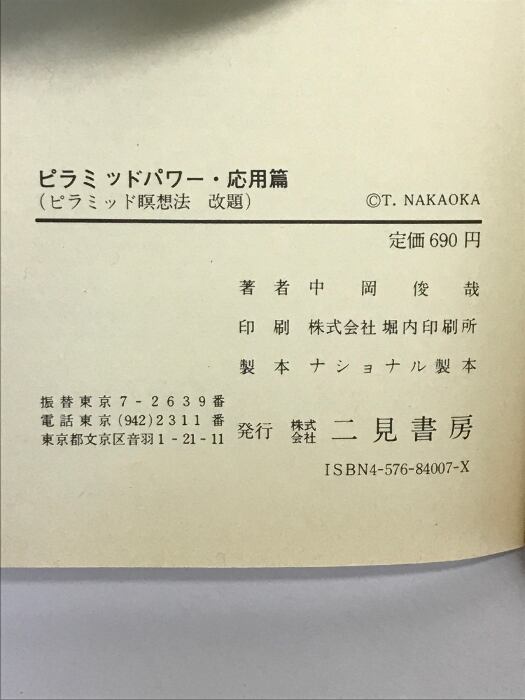 ピラミッドパワー・応用篇
(ピラミッド瞑想法 改題)
©T. NAKAOKA
定価690円
著者 中岡俊哉
印刷 株式会社 堀内印刷所
製本 ナショナル製本
振替東京7-2639番
電話東京(942)2311番
東京都文京区音羽1-21-11
発行 株式会社 二見書房
ISBN4-576-84007-X